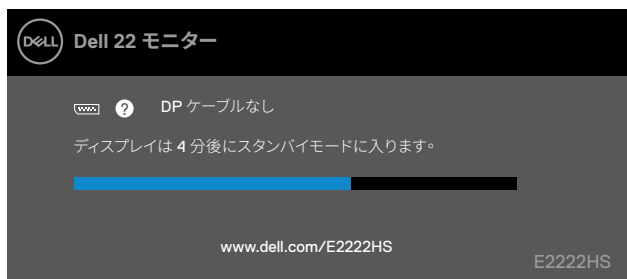 DELL Dell 22 モニター
? DP ケーブルなし
ディスプレイは 4 分後にスタンバイモードに入ります。
www.dell.com/E2222HS
E2222HS